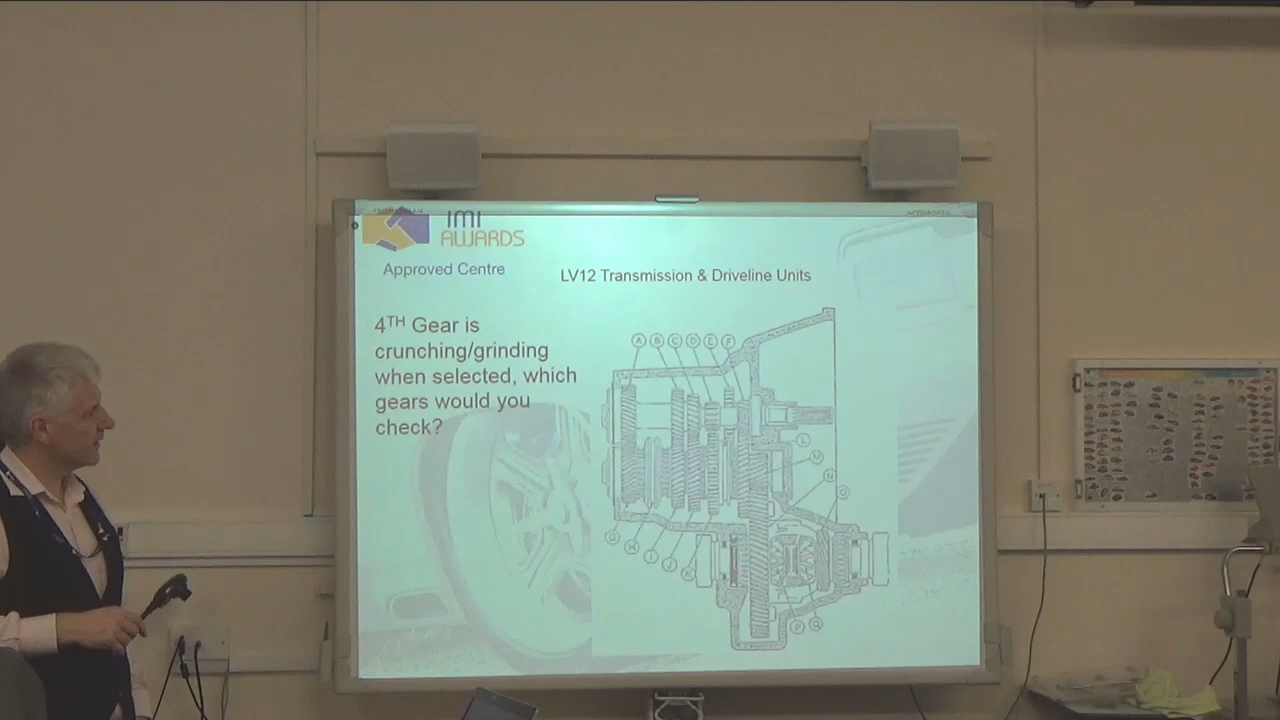 IMI
AWARDS
Approved Centre
LV12 Transmission & Driveline Units
4TH Gear is
crunching/grinding
when selected, which
gears would you
check?
A B C D E F
L
M
N
O
G
H
I
J
K
P Q